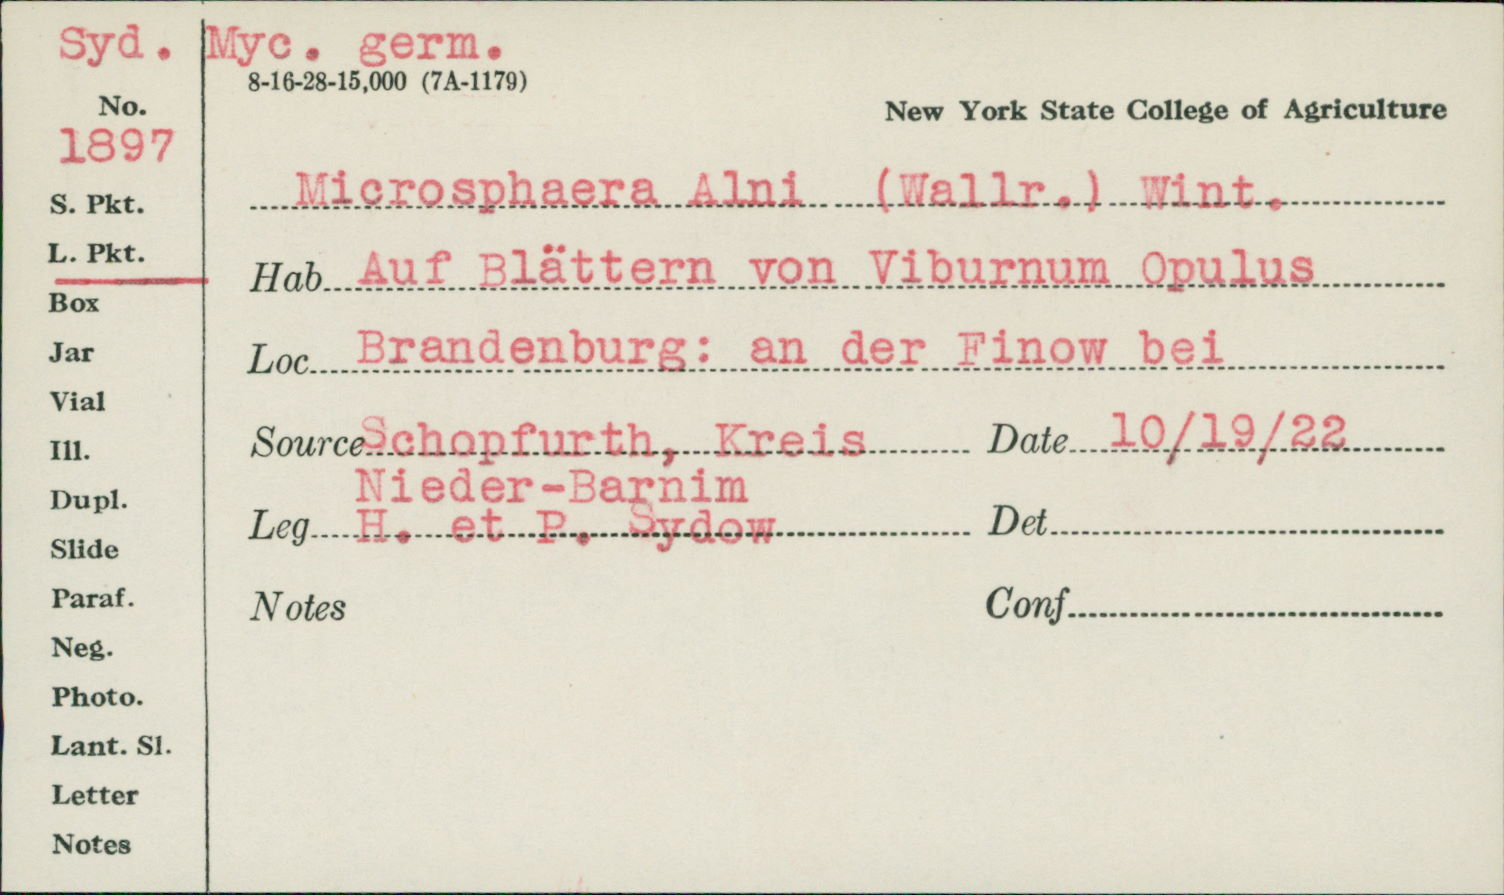 Syd. Myc. germ.
8-16-28-15,000 (7A-1179)
No.
New York State College of Agriculture
1897
Microsphaera Alni (Wallr.) Wint.
S. Pkt.
L. Pkt.
Hab Auf Blättern von Viburnum Opulus
Box
Jar
Loc Brandenburg: an der Finow bei
Vial
Source Schopfurth, Kreis Date 10/19/22
Ill.
Nieder-Barnim
Dupl.
Leg H. et P. Sydow Det
Slide
Paraf.
Notes Conf
Neg.
Photo.
Lant. Sl.
Letter
Notes